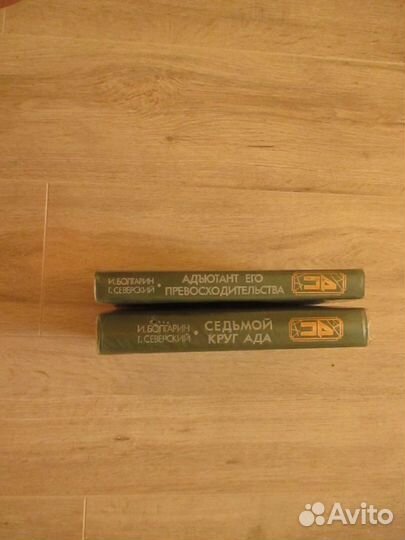 И. БОЛГАРИН
Г. СЕВЕРСКИЙ
АДЪЮТАНТ ЕГО
ПРЕВОСХОДИТЕЛЬСТВА
И. БОЛГАРИН
Г. СЕВЕРСКИЙ
СЕДЬМОЙ
КРУГ АДА
Avito